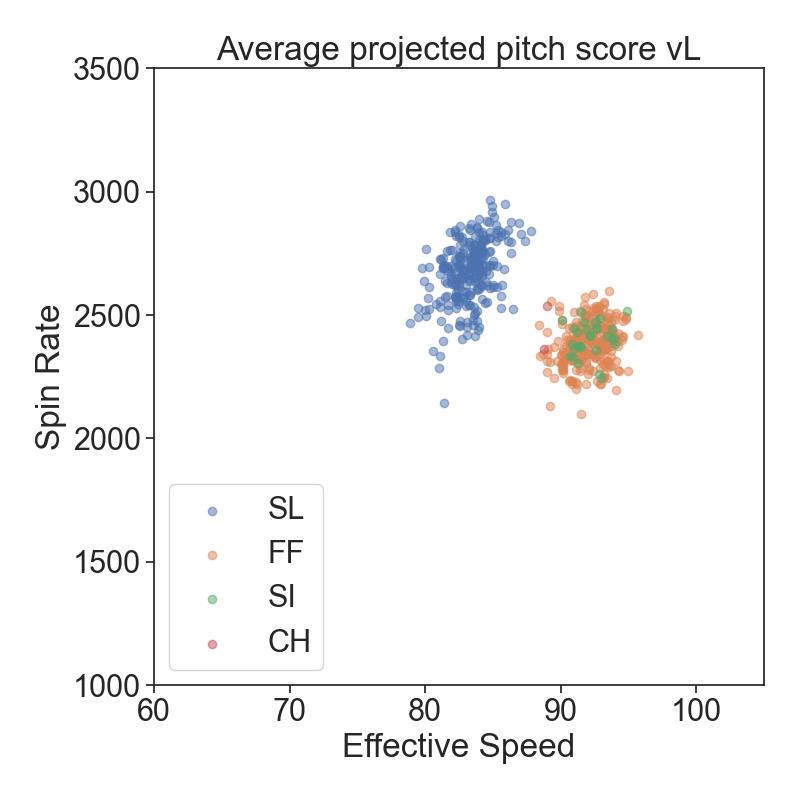 Average projected pitch score vL
3500
3000
2500
2000
1500
1000
Spin Rate
SL
FF
SI
CH
60 70 80 90 100
Effective Speed